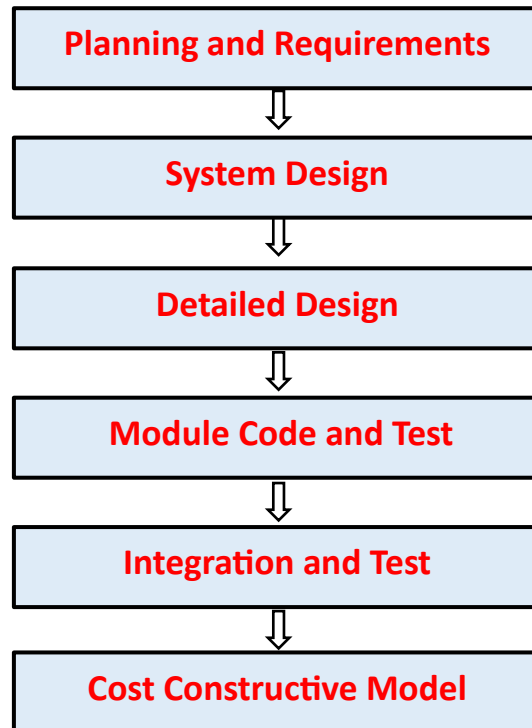 Planning and Requirements
System Design
Detailed Design
Module Code and Test
Integration and Test
Cost Constructive Model